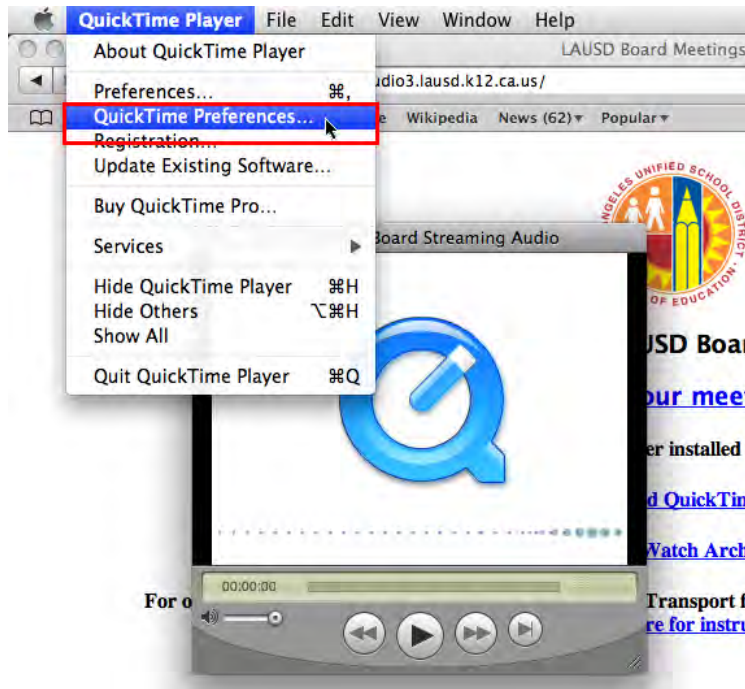 QuickTime Player File Edit View Window Help
About QuickTime Player
LAUSD Board Meetings
Preferences... ⌘,
udio3.lausd.k12.ca.us/
QuickTime Preferences...
Wikipedia News (62) Popular
Registration...
Update Existing Software...
Buy QuickTime Pro...
Services
Board Streaming Audio
Hide QuickTime Player ⌘H
Hide Others ⌥⌘H
Show All
Quit QuickTime Player ⌘Q
UNIFIED SCHOOL DISTRICT
OF EDUCATION
USD Boar
our meet
er installed
d QuickTim
Watch Arch
00:00:00
For o
Transport f
re for instru